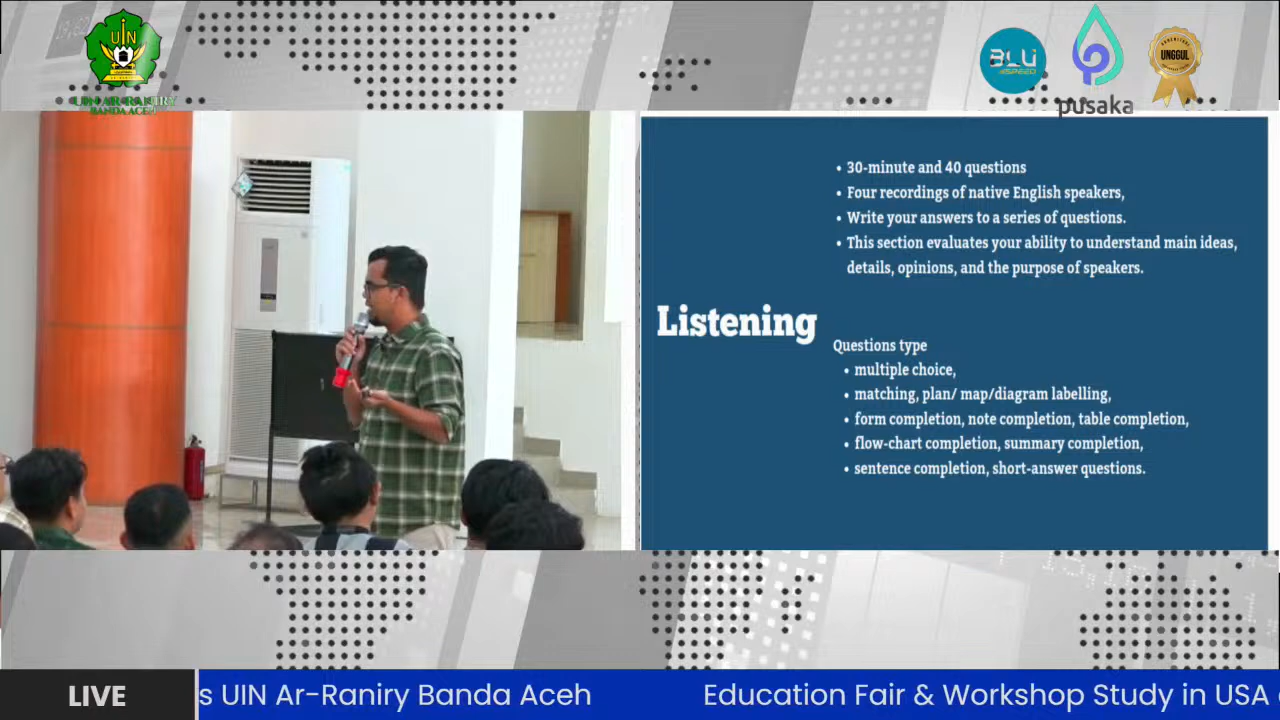 UIN
UIN AR-RANIRY
BANDA ACEH
BLU
SPEED
pusaka
UNGGUL
• 30-minute and 40 questions
• Four recordings of native English speakers,
• Write your answers to a series of questions.
• This section evaluates your ability to understand main ideas,
details, opinions, and the purpose of speakers.
Listening
Questions type
• multiple choice,
• matching, plan/ map/diagram labelling,
• form completion, note completion, table completion,
• flow-chart completion, summary completion,
• sentence completion, short-answer questions.
LIVE
s UIN Ar-Raniry Banda Aceh
Education Fair & Workshop Study in USA